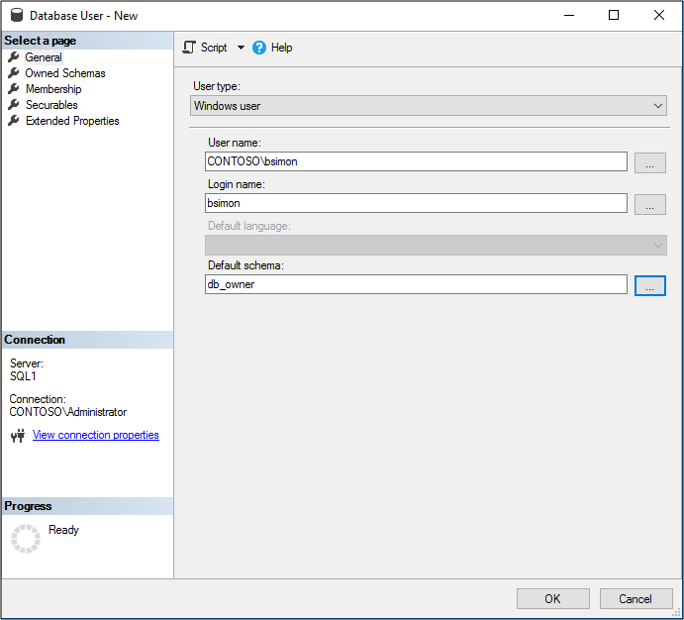 Database User - New
Select a page
General
Owned Schemas
Membership
Securables
Extended Properties
Script
Help
User type:
Windows user
User name:
CONTOSO\bsimon
...
Login name:
bsimon
...
Default language:
Default schema:
db_owner
...
Connection
Server:
SQL1
Connection:
CONTOSO\Administrator
View connection properties
Progress
Ready
OK
Cancel